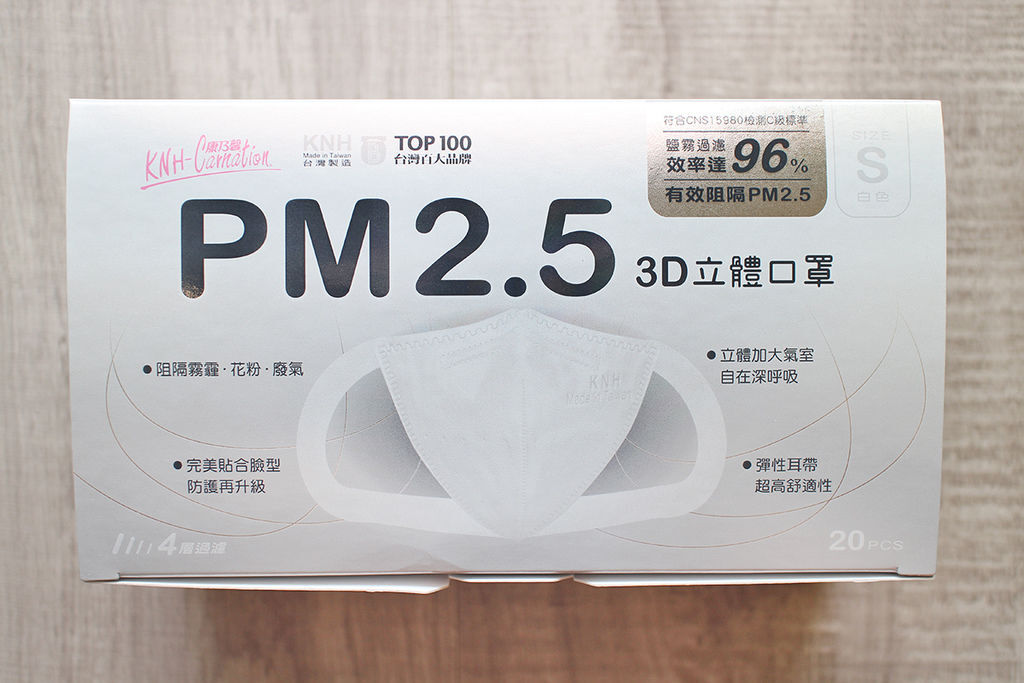 康乃馨
KNH-Carnation
KNH
Made in Taiwan
台灣製造
TOP 100
台灣百大品牌
符合CNS15980檢測C級標準
鹽霧過濾
效率達96%
有效阻隔PM2.5
SIZE
S
白色
PM2.5
3D立體口罩
KNH
Made in Taiwan
•阻隔霧霾·花粉·廢氣
•立體加大氣室
自在深呼吸
•完美貼合臉型
防護再升級
•彈性耳帶
超高舒適性
4層過濾
20PCS